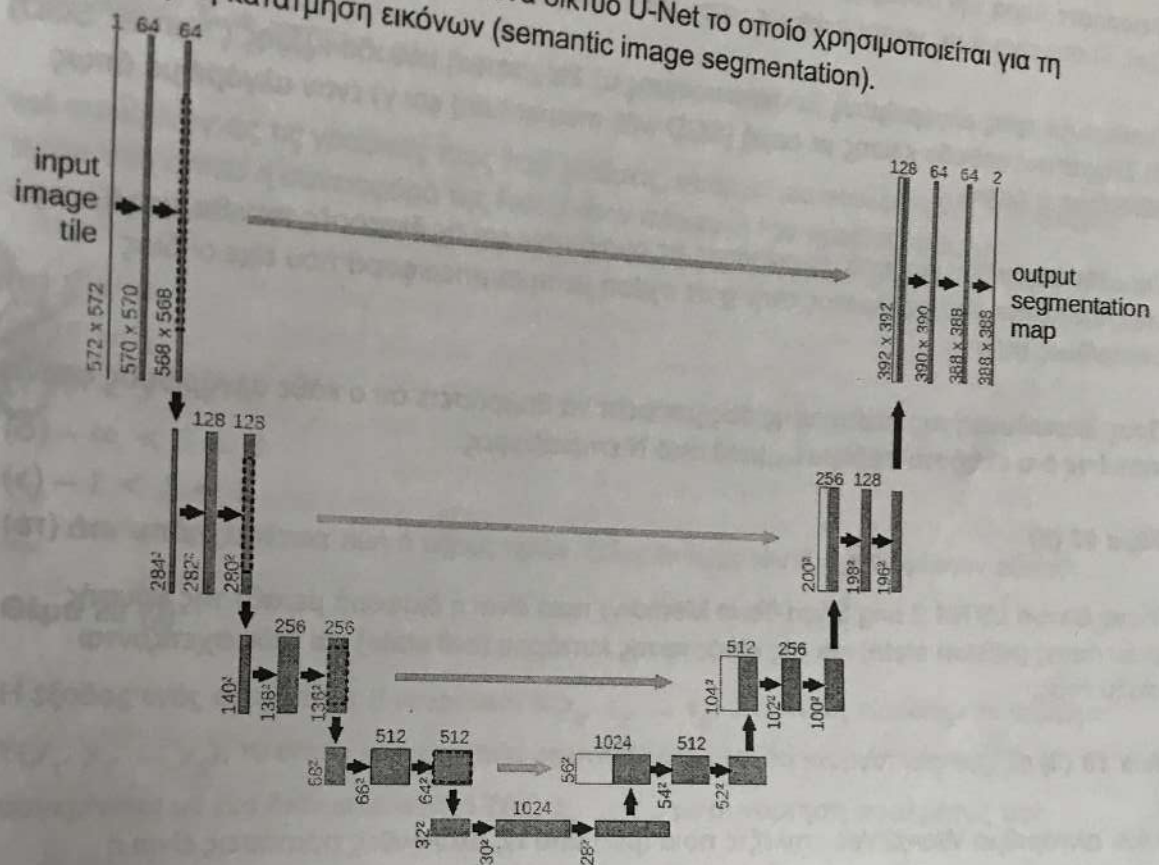 δίκτυο U-Net το οποίο χρησιμοποιείται για τη
κατάτμηση εικόνων (semantic image segmentation).
1 64 64
input
image
tile
572 x 572
570 x 570
568 x 568
128 64 64 2
output
segmentation
map
392 x 392
390 x 390
388 x 388
388 x 388
128 128
284²
282²
280²
256 128
200²
198²
196²
256 256
140²
138²
136²
512 256
104²
102²
100²
512 512
68²
66²
64²
1024 512
56²
54²
52²
1024
32²
30²
28²